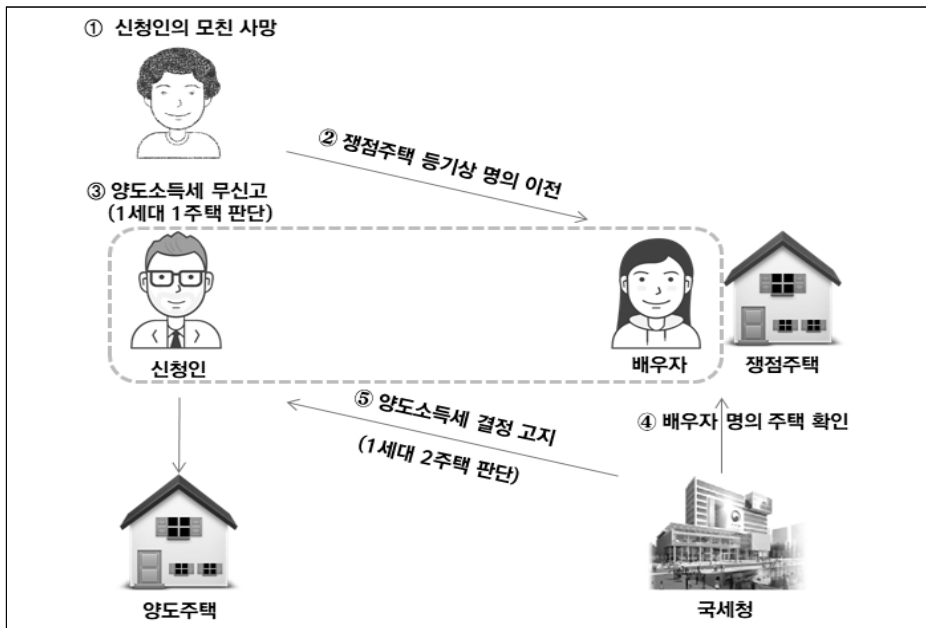 ① 신청인의 모친 사망
② 쟁점주택 등기상 명의 이전
③ 양도소득세 무신고
(1세대 1주택 판단)
신청인
배우자
쟁점주택
④ 배우자 명의 주택 확인
⑤ 양도소득세 결정 고지
(1세대 2주택 판단)
양도주택
국세청